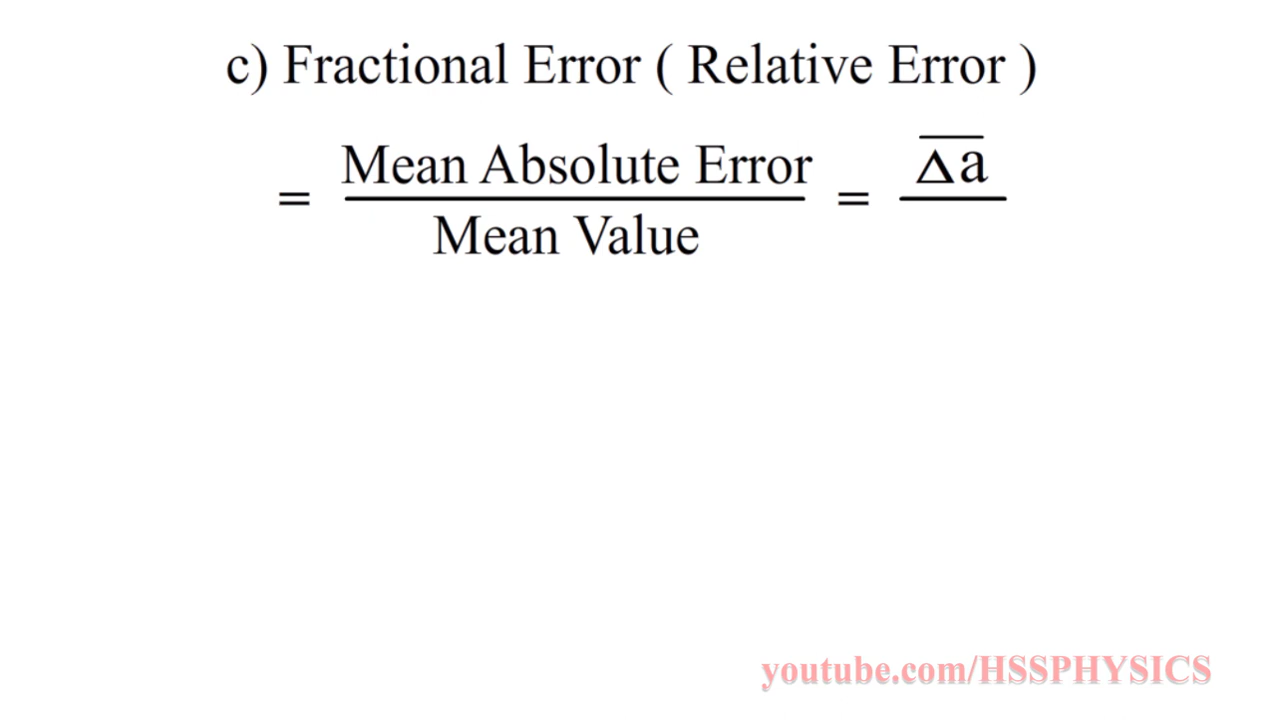 c) Fractional Error ( Relative Error )
= Mean Absolute Error / Mean Value = Δa̅ /
youtube.com/HSSPHYSICS